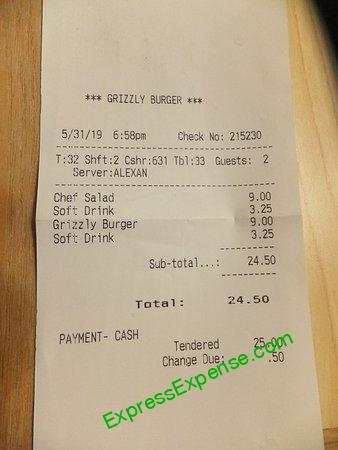 *** GRIZZLY BURGER ***
5/31/19 6:58pm Check No: 215230
T:32 Shft:2 Cshr:631 Tbl:33 Guests: 2
Server:ALEXAN
Chef Salad 9.00
Soft Drink 3.25
Grizzly Burger 9.00
Soft Drink 3.25
Sub-total...: 24.50
Total: 24.50
PAYMENT- CASH
Tendered 25.00
Change Due: .50
ExpressExpense.com